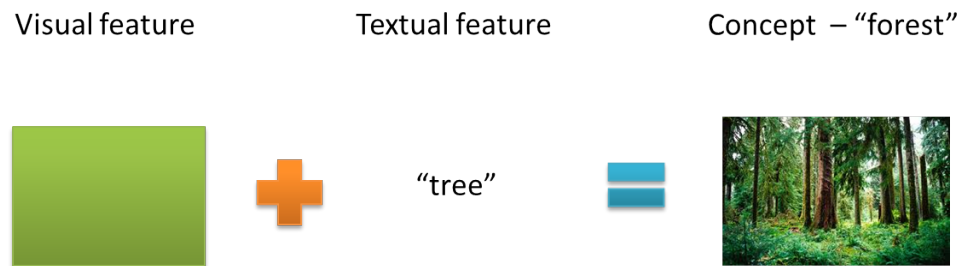 Visual feature
Textual feature
Concept – “forest”
“tree”